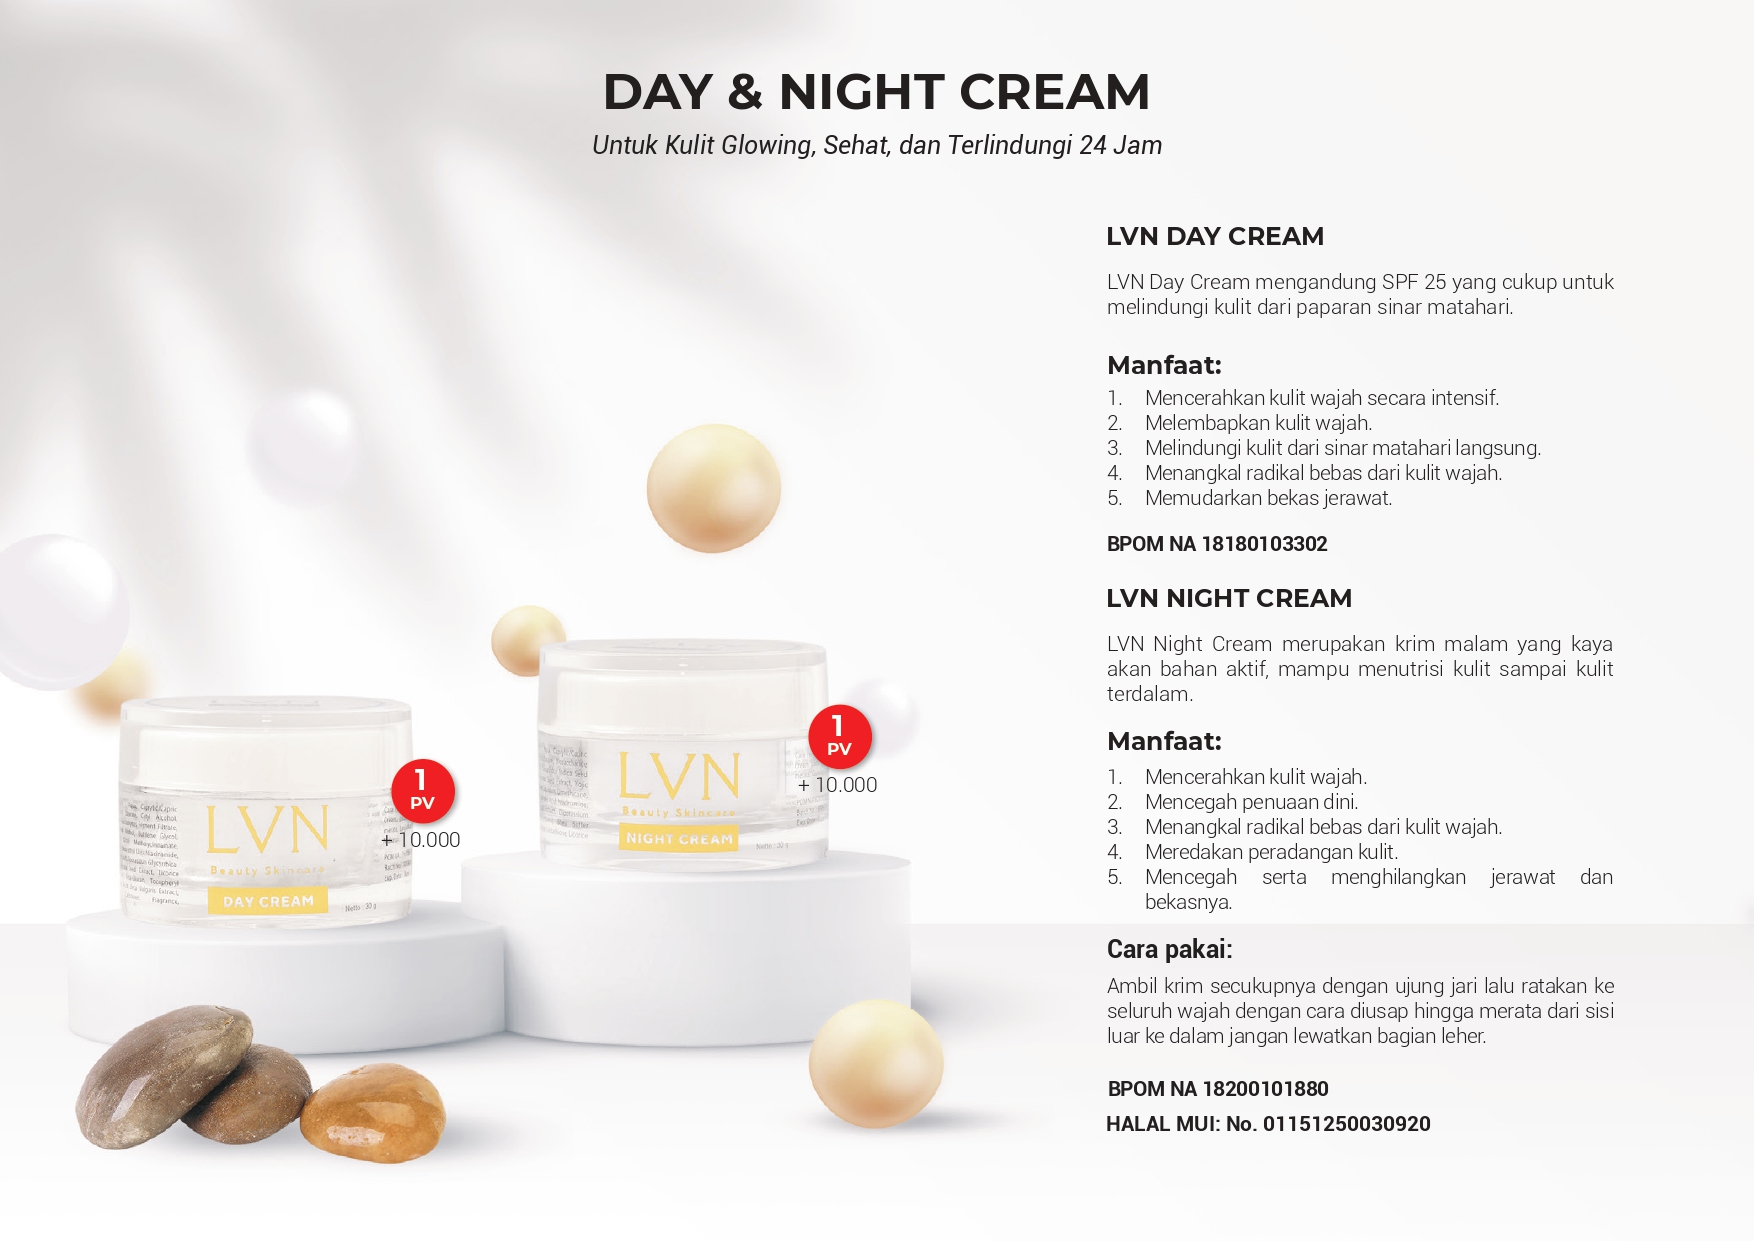 DAY & NIGHT CREAM
Untuk Kulit Glowing, Sehat, dan Terlindungi 24 Jam
LVN DAY CREAM
LVN Day Cream mengandung SPF 25 yang cukup untuk
melindungi kulit dari paparan sinar matahari.
Manfaat:
1. Mencerahkan kulit wajah secara intensif.
2. Melembapkan kulit wajah.
3. Melindungi kulit dari sinar matahari langsung.
4. Menangkal radikal bebas dari kulit wajah.
5. Memudarkan bekas jerawat.
BPOM NA 18180103302
LVN NIGHT CREAM
LVN Night Cream merupakan krim malam yang kaya
akan bahan aktif, mampu menutrisi kulit sampai kulit
terdalam.
Manfaat:
1. Mencerahkan kulit wajah.
2. Mencegah penuaan dini.
3. Menangkal radikal bebas dari kulit wajah.
4. Meredakan peradangan kulit.
5. Mencegah serta menghilangkan jerawat dan
bekasnya.
Cara pakai:
Ambil krim secukupnya dengan ujung jari lalu ratakan ke
seluruh wajah dengan cara diusap hingga merata dari sisi
luar ke dalam jangan lewatkan bagian leher.
BPOM NA 18200101880
HALAL MUI: No. 01151250030920
LVN
Beauty Skincare
DAY CREAM
Netto : 30 g
1
PV
+ 10.000
LVN
Beauty Skincare
NIGHT CREAM
1
PV
+ 10.000